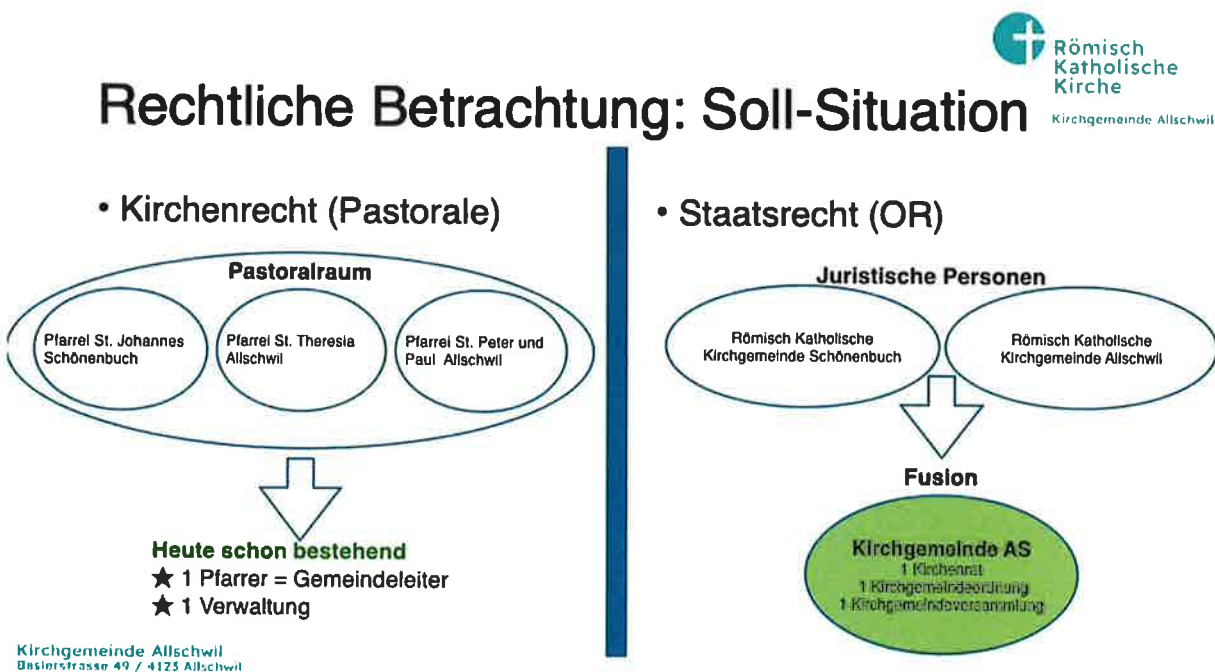 Römisch
Katholische
Kirche
Kirchgemeinde Allschwil
Rechtliche Betrachtung: Soll-Situation
• Kirchenrecht (Pastorale)
Pastoralraum
Pfarrei St. Johannes
Schönenbuch
Pfarrei St. Theresia
Allschwil
Pfarrei St. Peter und
Paul Allschwil
Heute schon bestehend
★ 1 Pfarrer = Gemeindeleiter
★ 1 Verwaltung
• Staatsrecht (OR)
Juristische Personen
Römisch Katholische
Kirchgemeinde Schönenbuch
Römisch Katholische
Kirchgemeinde Allschwil
Fusion
Kirchgemeinde AS
1 Kirchenrat
1 Kirchgemeindeordnung
1 Kirchgemeindeversammlung
Kirchgemeinde Allschwil
Baslerstrasse 49 / 4123 Allschwil